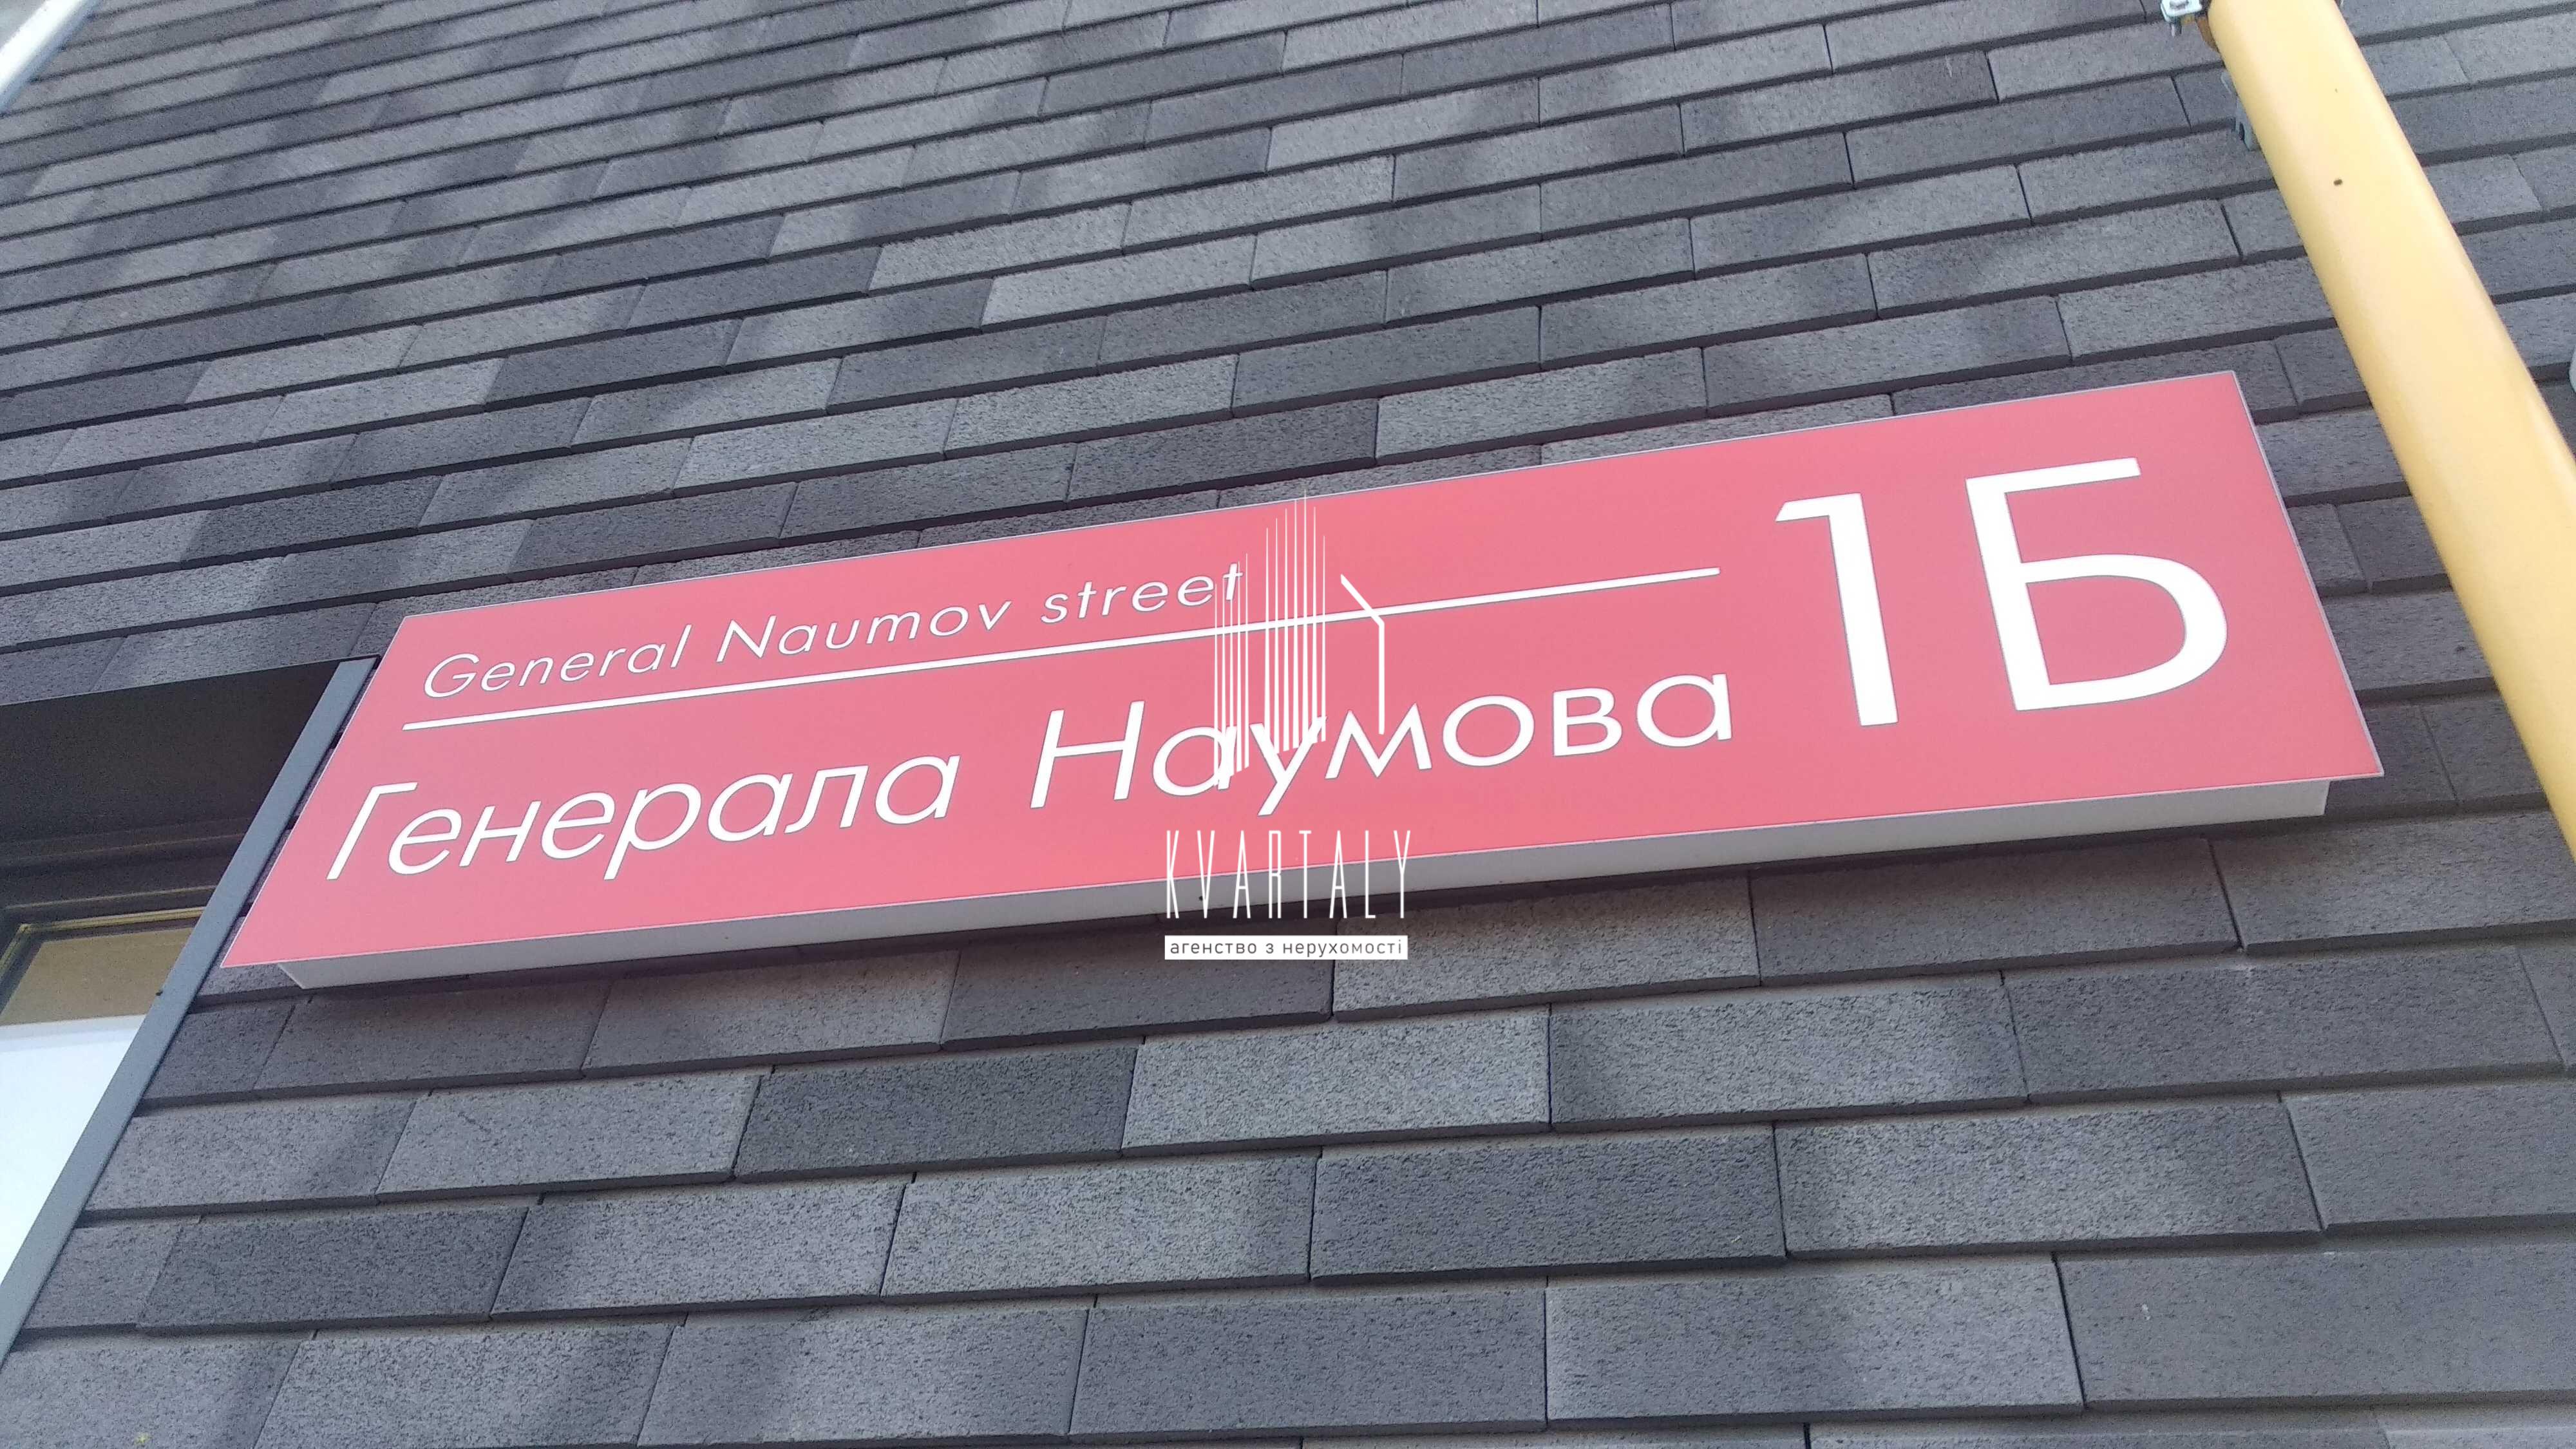 General Naumov street
Генерала Наумова
1Б
KVARTALY
агенство з нерухомості